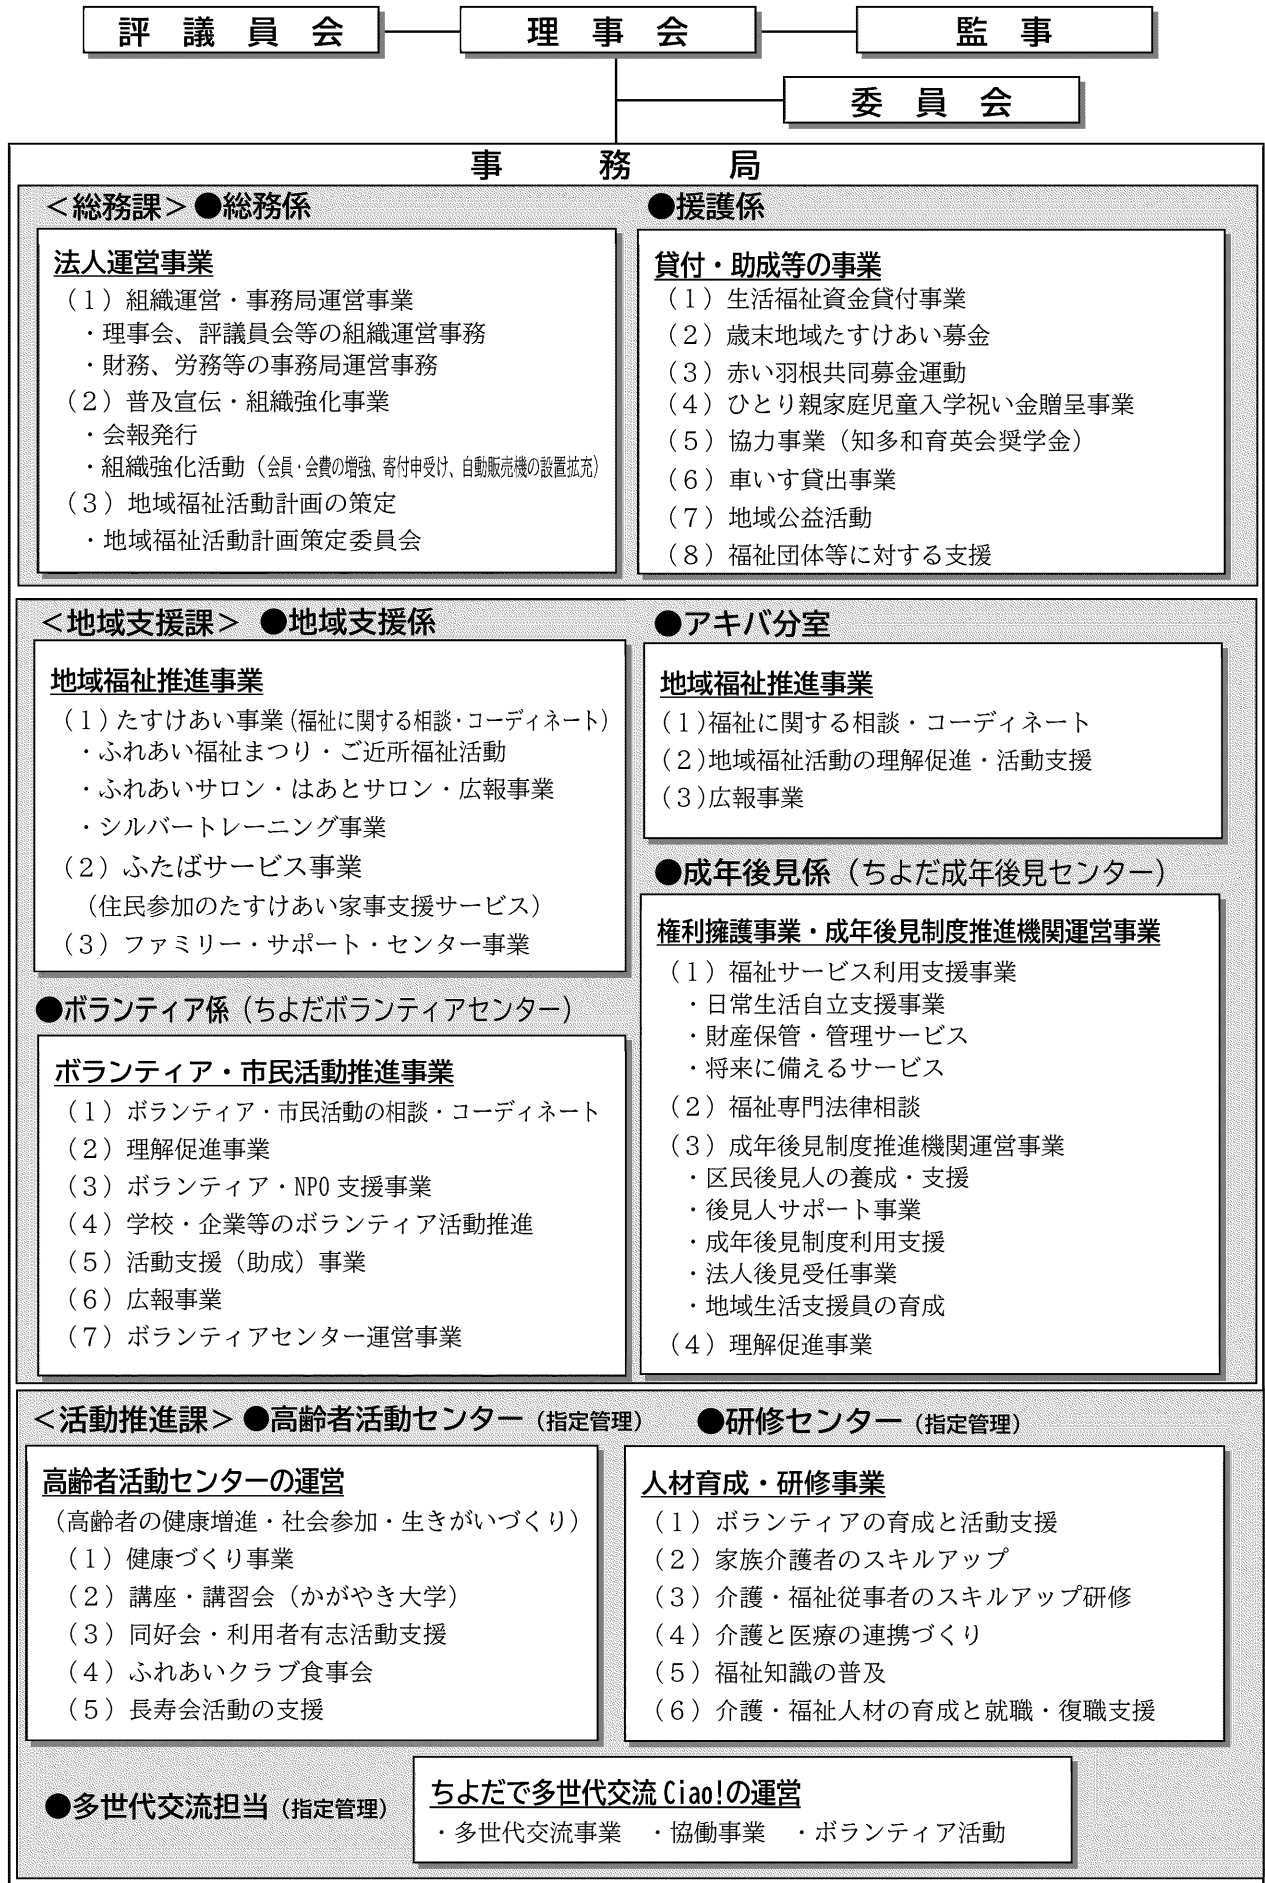 評議員会
理事会
監事
委員会
事務局
＜総務課＞●総務係
法人運営事業
（１）組織運営・事務局運営事業
・理事会、評議員会等の組織運営事務
・財務、労務等の事務局運営事務
（２）普及宣伝・組織強化事業
・会報発行
・組織強化活動（会員・会費の増強、寄付申受け、自動販売機の設置拡充）
（３）地域福祉活動計画の策定
・地域福祉活動計画策定委員会
●援護係
貸付・助成等の事業
（１）生活福祉資金貸付事業
（２）歳末地域たすけあい募金
（３）赤い羽根共同募金運動
（４）ひとり親家庭児童入学祝い金贈呈事業
（５）協力事業（知多和育英会奨学金）
（６）車いす貸出事業
（７）地域公益活動
（８）福祉団体等に対する支援
＜地域支援課＞ ●地域支援係
地域福祉推進事業
（１）たすけあい事業（福祉に関する相談・コーディネート）
・ふれあい福祉まつり・ご近所福祉活動
・ふれあいサロン・はあとサロン・広報事業
・シルバートレーニング事業
（２）ふたばサービス事業
（住民参加のたすけあい家事支援サービス）
（３）ファミリー・サポート・センター事業
●ボランティア係（ちよだボランティアセンター）
ボランティア・市民活動推進事業
（１）ボランティア・市民活動の相談・コーディネート
（２）理解促進事業
（３）ボランティア・NPO 支援事業
（４）学校・企業等のボランティア活動推進
（５）活動支援（助成）事業
（６）広報事業
（７）ボランティアセンター運営事業
●アキバ分室
地域福祉推進事業
（１）福祉に関する相談・コーディネート
（２）地域福祉活動の理解促進・活動支援
（３）広報事業
●成年後見係（ちよだ成年後見センター）
権利擁護事業・成年後見制度推進機関運営事業
（１）福祉サービス利用支援事業
・日常生活自立支援事業
・財産保管・管理サービス
・将来に備えるサービス
（２）福祉専門法律相談
（３）成年後見制度推進機関運営事業
・区民後見人の養成・支援
・後見人サポート事業
・成年後見制度利用支援
・法人後見受任事業
・地域生活支援員の育成
（４）理解促進事業
＜活動推進課＞●高齢者活動センター（指定管理）
高齢者活動センターの運営
（高齢者の健康増進・社会参加・生きがいづくり）
（１）健康づくり事業
（２）講座・講習会（かがやき大学）
（３）同好会・利用者有志活動支援
（４）ふれあいクラブ食事会
（５）長寿会活動の支援
●研修センター（指定管理）
人材育成・研修事業
（１）ボランティアの育成と活動支援
（２）家族介護者のスキルアップ
（３）介護・福祉従事者のスキルアップ研修
（４）介護と医療の連携づくり
（５）福祉知識の普及
（６）介護・福祉人材の育成と就職・復職支援
●多世代交流担当（指定管理）
ちよだで多世代交流 Ciao!の運営
・多世代交流事業 ・協働事業 ・ボランティア活動